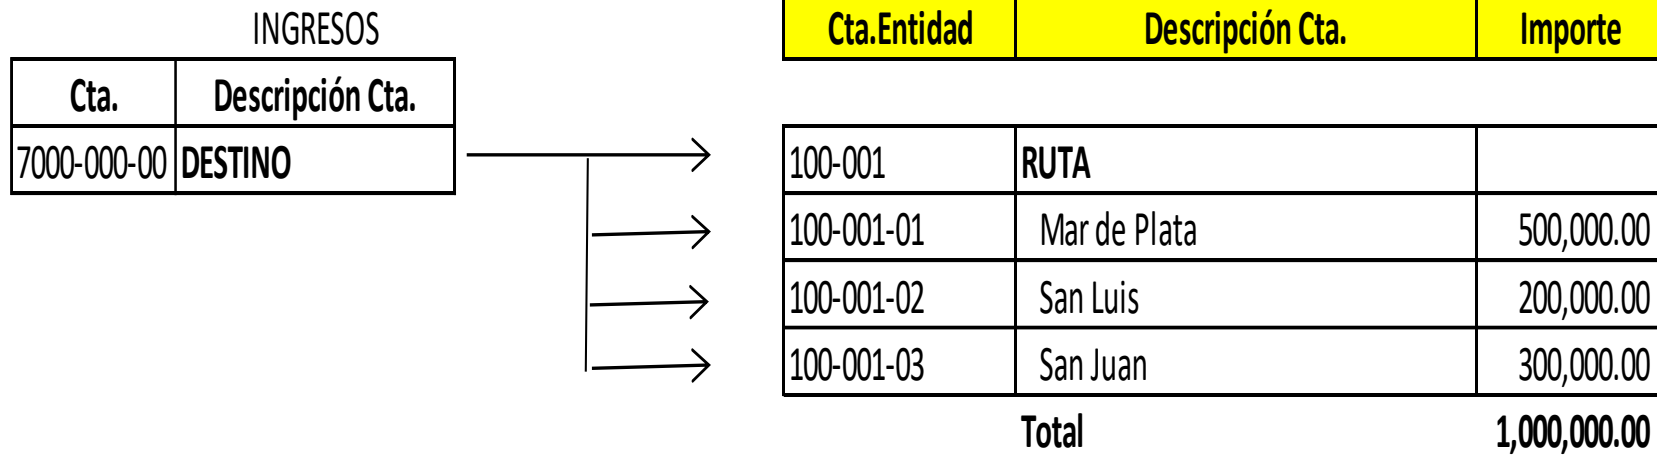 INGRESOS
Cta.Entidad Descripción Cta. Importe
Cta. Descripción Cta.
7000-000-00 DESTINO 100-001 RUTA
100-001-01 Mar de Plata 500,000.00
100-001-02 San Luis 200,000.00
100-001-03 San Juan 300,000.00
Total 1,000,000.00